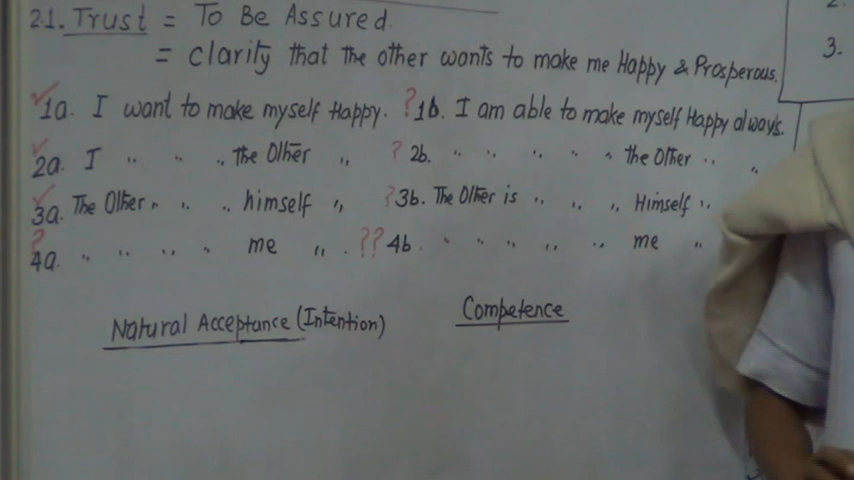 21. Trust = To Be Assured.
= Clarity that the other wants to make me Happy & Prosperous.
✓1a. I want to make myself Happy. ?1b. I am able to make myself Happy always.
✓2a. I " " " the Other " ? 2b. " " " " " the Other " "
✓3a. The Other " " " himself " ?3b. The Other is " " " Himself "
?4a. " " " " me " . ??4b. " " " " " me "
Natural Acceptance (Intention)
Competence
2.
3.